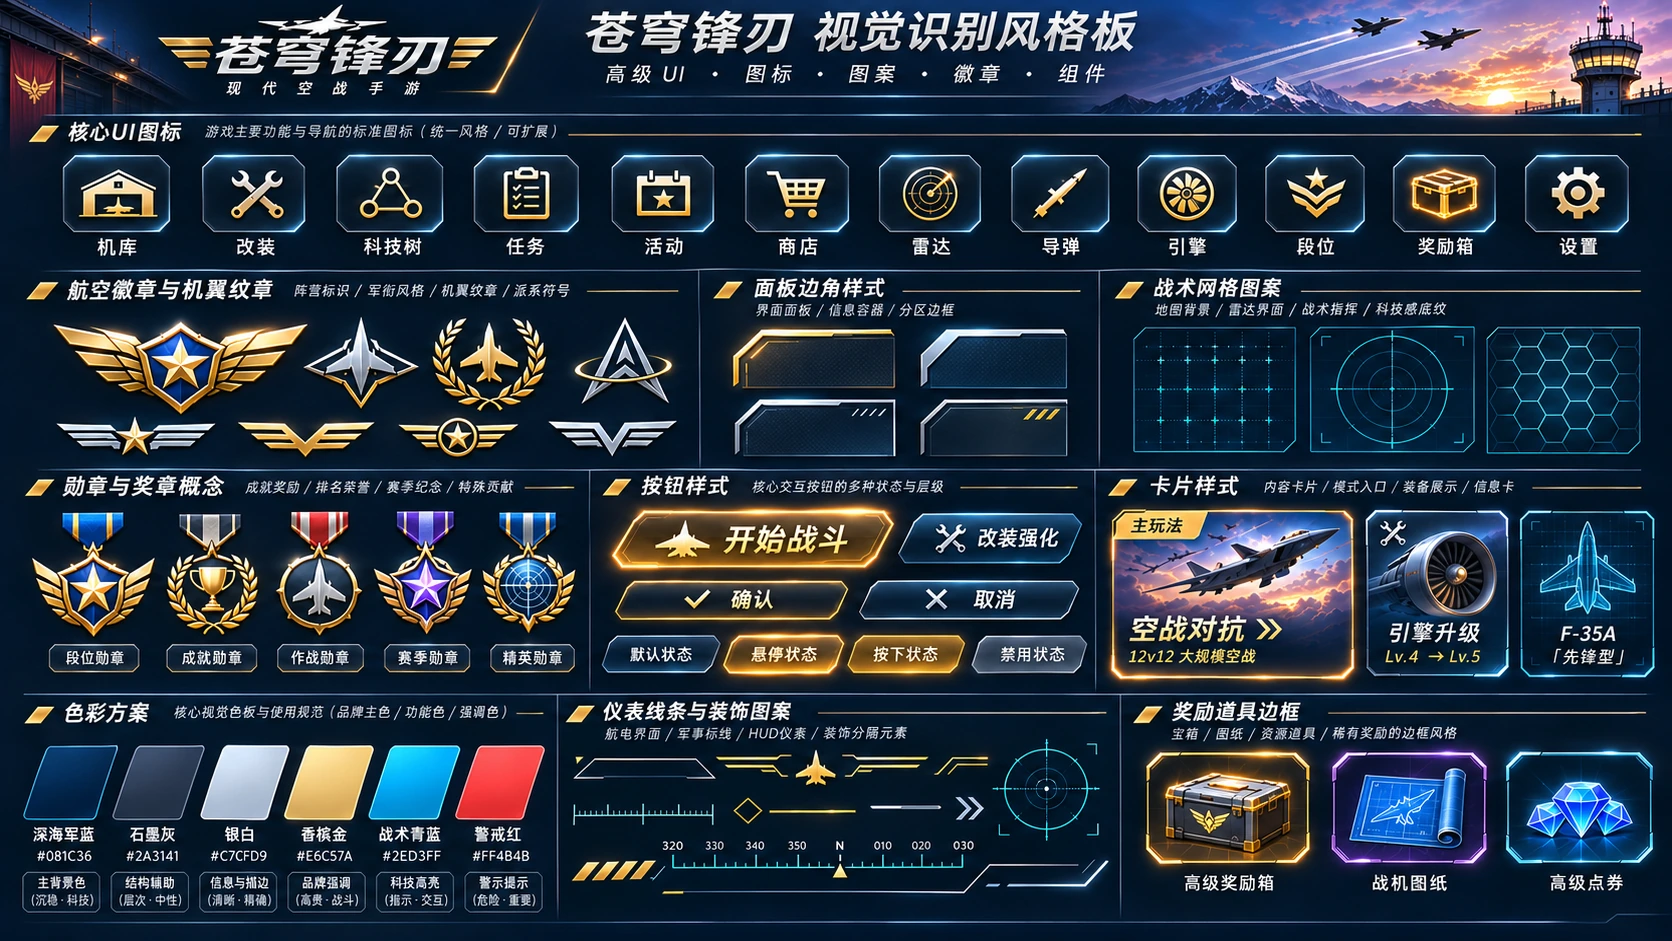 苍穹锋刃
现代空战手游
苍穹锋刃 视觉识别风格板
高级 UI · 图标 · 图案 · 徽章 · 组件
核心UI图标 游戏主要功能与导航的标准图标（统一风格 / 可扩展）
机库 改装 科技树 任务 活动 商店 雷达 导弹 引擎 段位 奖励箱 设置
航空徽章与机翼纹章 阵营标识 / 军衔风格 / 机翼纹章 / 派系符号
面板边角样式
界面面板 / 信息容器 / 分区边框
战术网格图案
地图背景 / 雷达界面 / 战术指挥 / 科技感底纹
勋章与奖章概念 成就奖励 / 排名荣誉 / 赛季纪念 / 特殊贡献
段位勋章 成就勋章 作战勋章 赛季勋章 精英勋章
按钮样式 核心交互按钮的多种状态与层级
开始战斗 改装强化
确认 取消
默认状态 悬停状态 按下状态 禁用状态
卡片样式 内容卡片 / 模式入口 / 装备展示 / 信息卡
主玩法
空战对抗
12v12 大规模空战
引擎升级
Lv.4 → Lv.5
F-35A
「先锋型」
色彩方案 核心视觉色板与使用规范（品牌主色 / 功能色 / 强调色）
深海军蓝 石墨灰 银白 香槟金 战术青蓝 警戒红
#081C36 #2A3141 #C7CFD9 #E6C57A #2ED3FF #FF4B4B
主背景色 结构辅助 信息与描边 品牌强调 科技高亮 警示提示
（沉稳·科技） （层次·中性） （清晰·精确） （高贵·战斗） （指示·交互） （危险·重要）
仪表线条与装饰图案
航电界面 / 军事标线 / HUD仪素 / 装饰分隔元素
320 330 340 350 N 010 020 030
奖励道具边框
宝箱 / 图纸 / 资源道具 / 稀有奖励的边框风格
高级奖励箱 战机图纸 高级点券